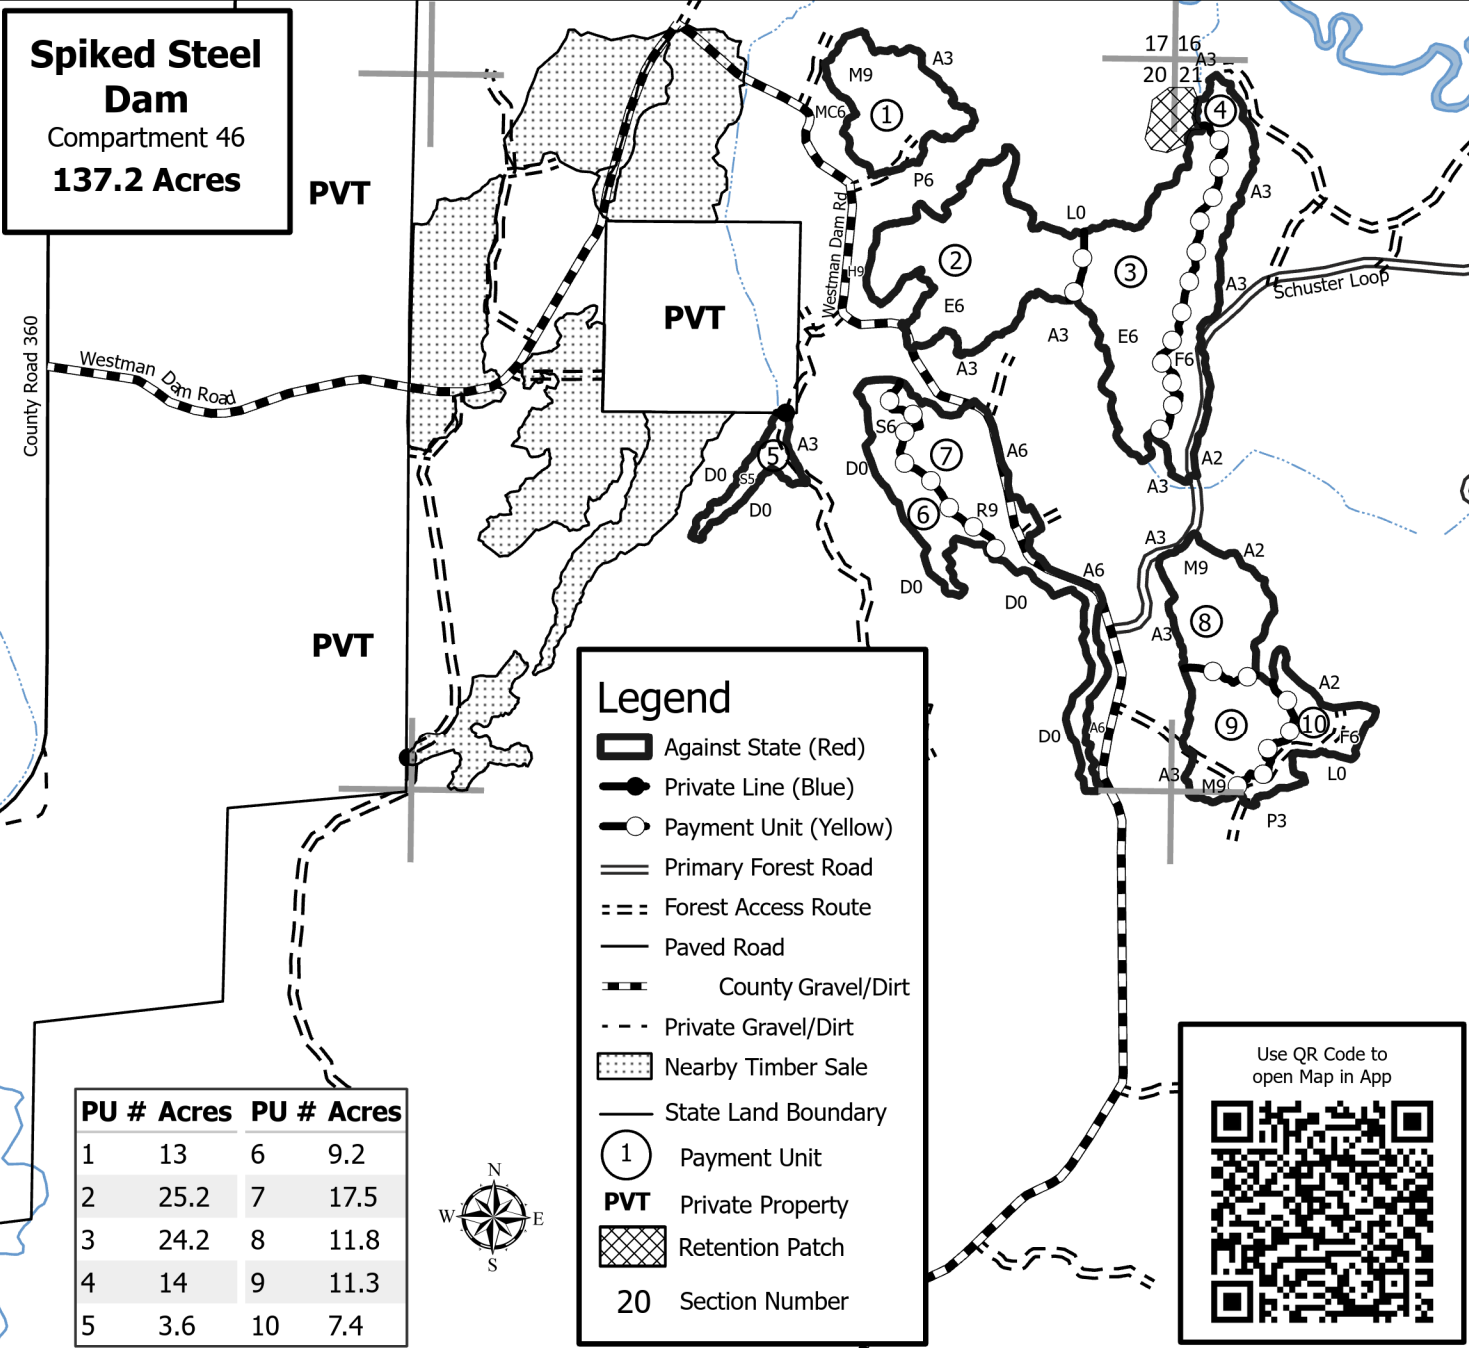 Spiked Steel
Dam
Compartment 46
137.2 Acres
PVT
PVT
PVT
County Road 360
Westman Dam Road
Westman Dam Rd
Schuster Loop
17 16
20 21
A3
4
M9
A3
1
MC6
P6
L0
A3
2
3
H9
E6
A3
A3
E6
F6
A3
A3
S6
7
A6
D0
5
A3
D0
S5
D0
6
R9
A2
A3
D0
D0
A6
A3
A2
M9
8
A3
A2
D0
A6
9
10
F6
A3
M9
L0
P3
Legend
Against State (Red)
Private Line (Blue)
Payment Unit (Yellow)
Primary Forest Road
Forest Access Route
Paved Road
County Gravel/Dirt
Private Gravel/Dirt
Nearby Timber Sale
State Land Boundary
1 Payment Unit
PVT Private Property
Retention Patch
20 Section Number
PU # Acres PU # Acres
1 13 6 9.2
2 25.2 7 17.5
3 24.2 8 11.8
4 14 9 11.3
5 3.6 10 7.4
N
W E
S
Use QR Code to
open Map in App